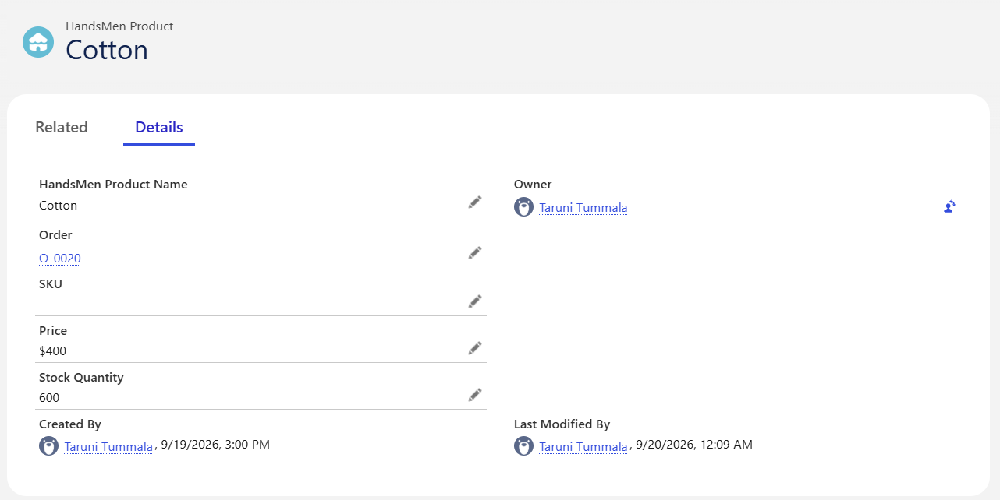 HandsMen Product
Cotton
Related
Details
HandsMen Product Name
Cotton
Owner
Taruni Tummala
Order
O-0020
SKU
Price
$400
Stock Quantity
600
Created By
Taruni Tummala, 9/19/2026, 3:00 PM
Last Modified By
Taruni Tummala, 9/20/2026, 12:09 AM